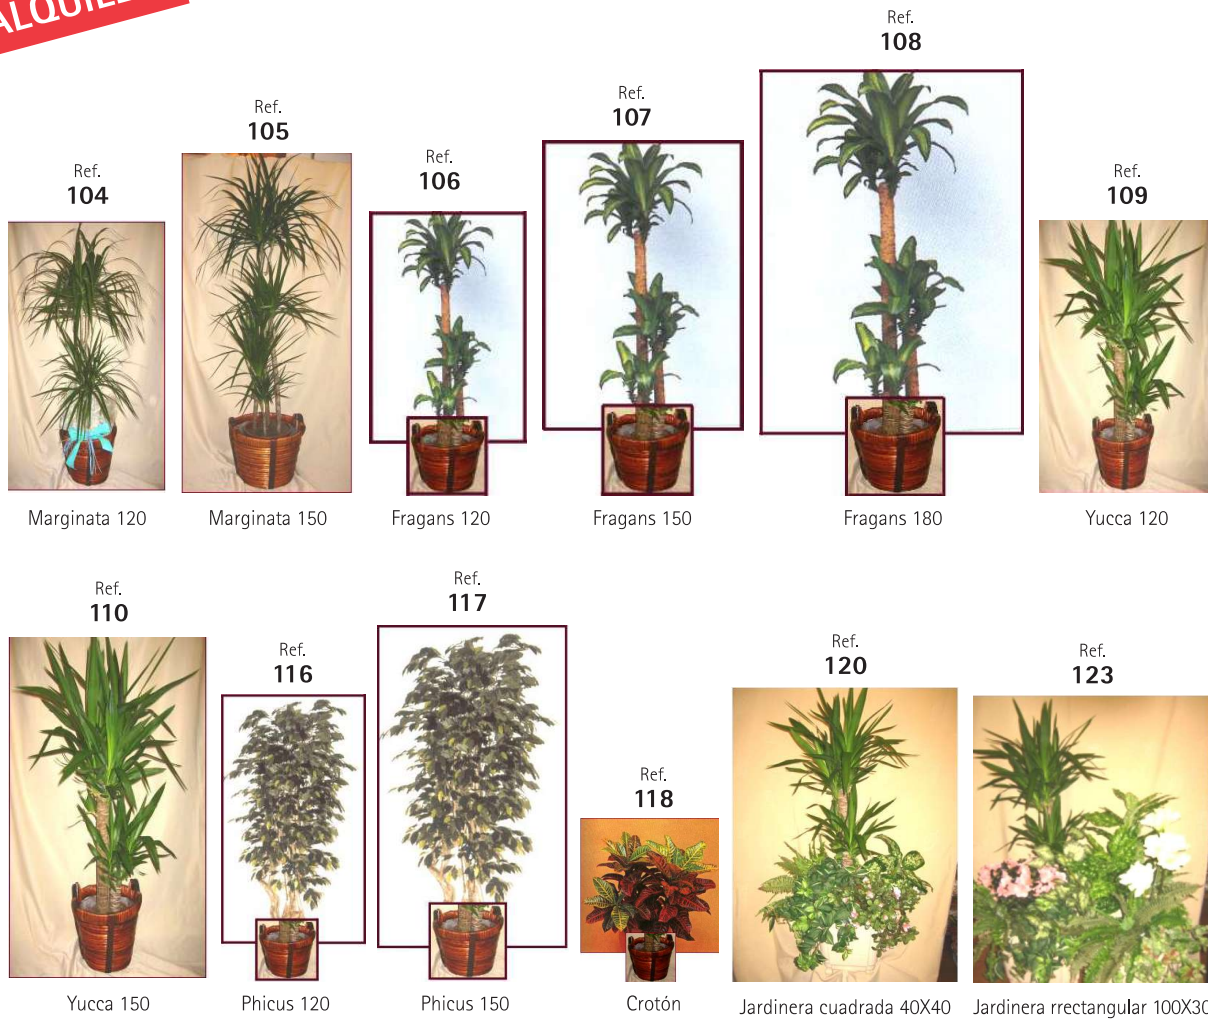 Ref.
108
Ref.
107
Ref.
105
Ref.
106
Ref.
104
Ref.
109
Marginata 120
Marginata 150
Fragans 120
Fragans 150
Fragans 180
Yucca 120
Ref.
110
Ref.
117
Ref.
116
Ref.
120
Ref.
123
Ref.
118
Yucca 150
Phicus 120
Phicus 150
Crotón
Jardinera cuadrada 40X40
Jardinera rrectangular 100X30